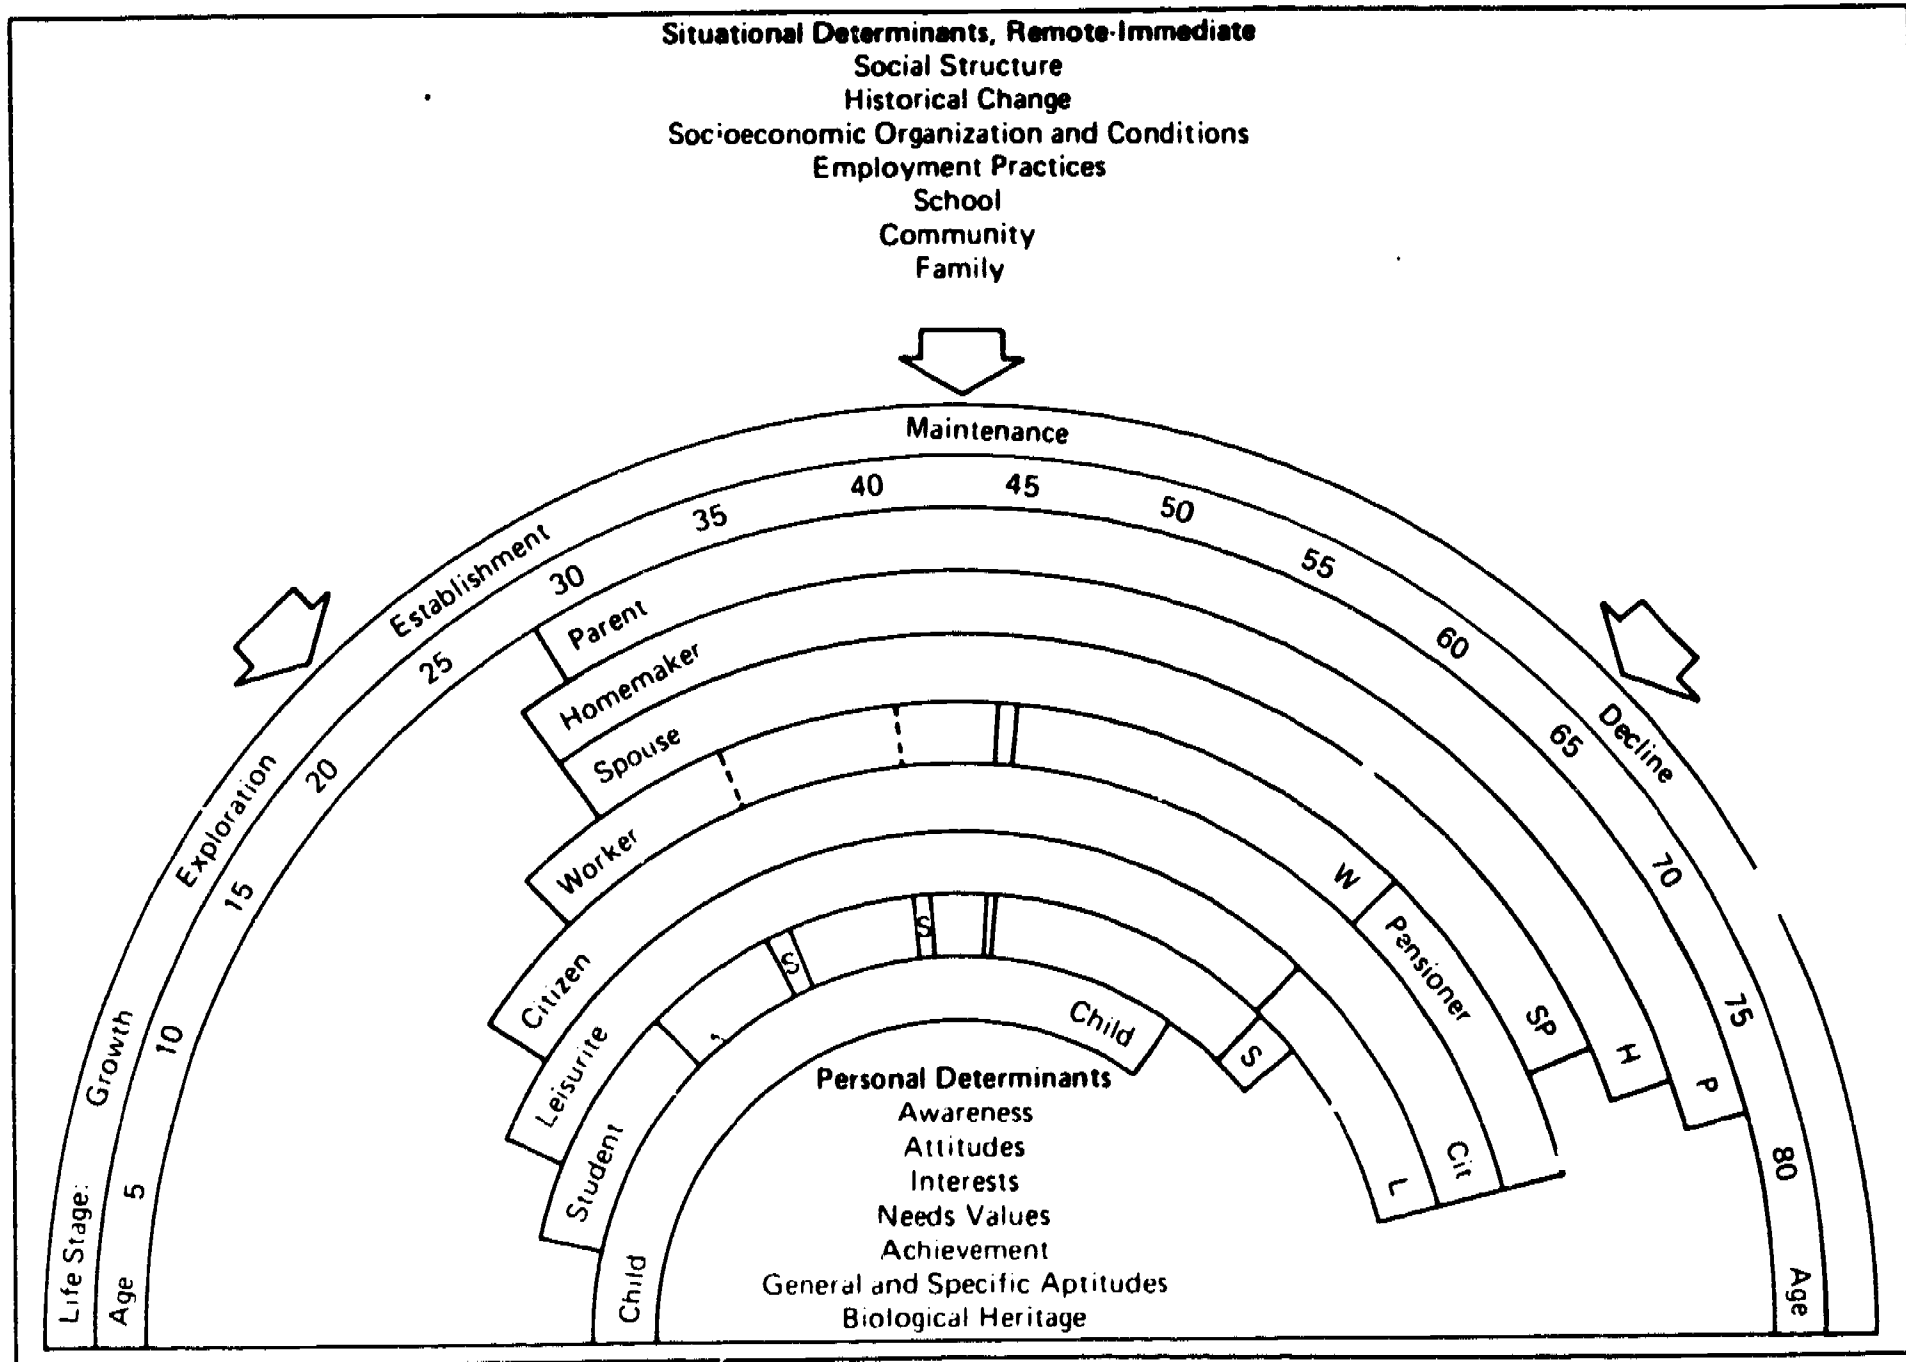 Situational Determinants, Remote-Immediate
Social Structure
Historical Change
Socioeconomic Organization and Conditions
Employment Practices
School
Community
Family
Life Stage:
Growth
Exploration
Establishment
Maintenance
Decline
Age
5
10
15
20
25
30
35
40
45
50
55
60
65
70
75
80
Age
Parent
P
Homemaker
H
Spouse
SP
Worker
W
Pensioner
Citizen
Cit
Leisurite
L
Student
S
S
S
Child
Child
Personal Determinants
Awareness
Attitudes
Interests
Needs Values
Achievement
General and Specific Aptitudes
Biological Heritage